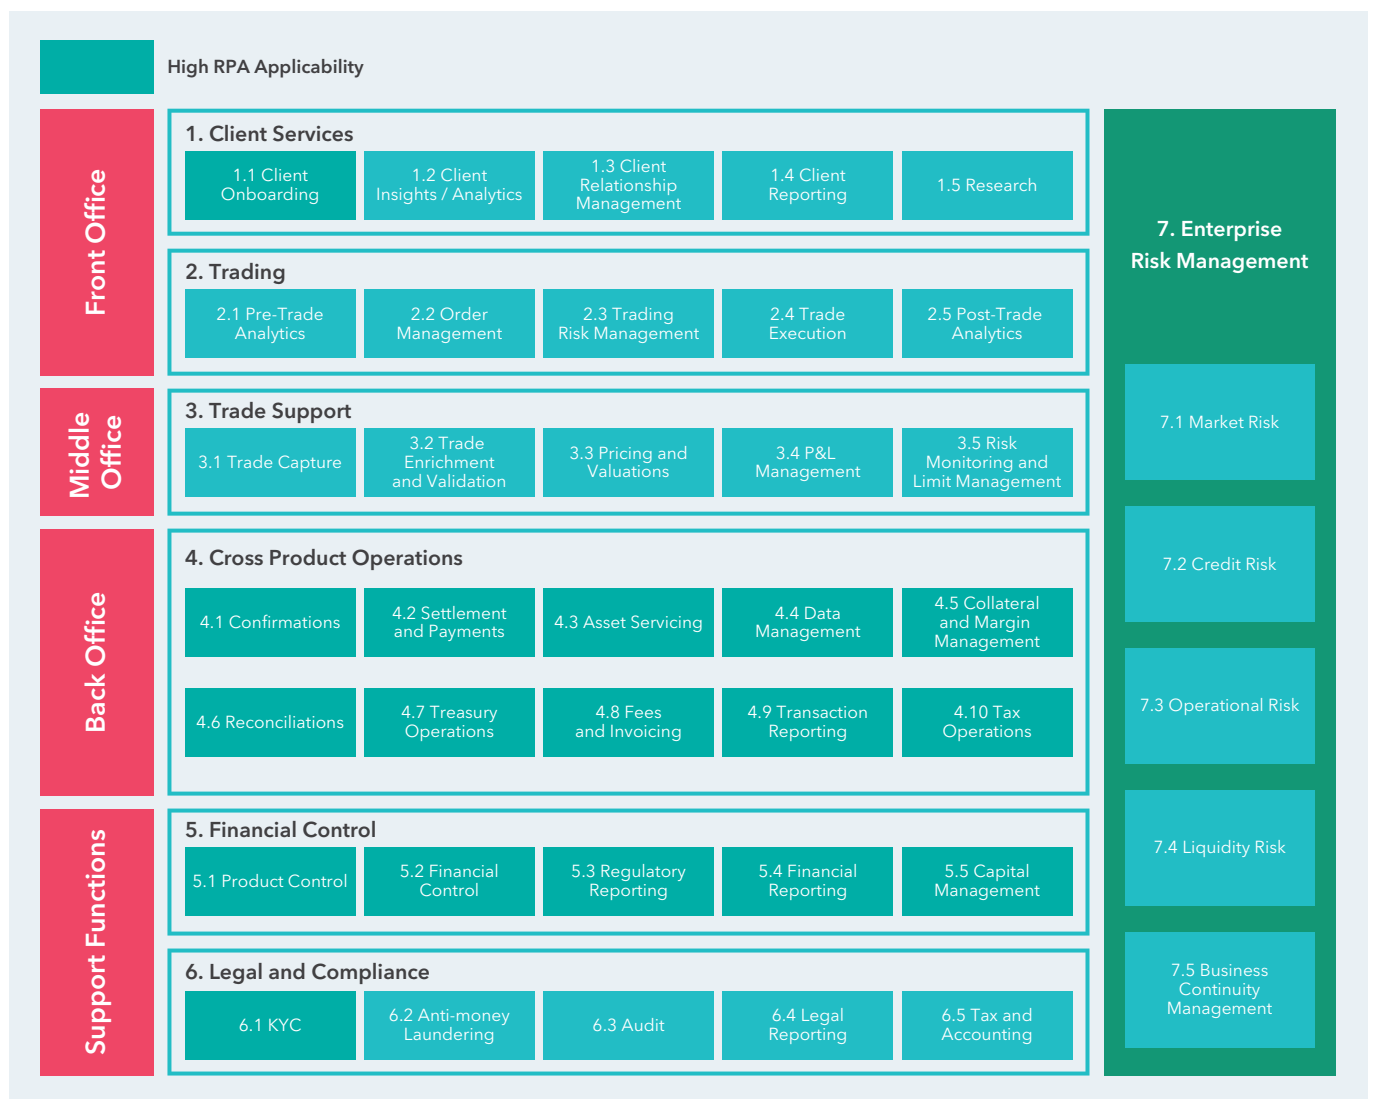 High RPA Applicability
Front Office
1. Client Services
1.1 Client
Onboarding
1.2 Client
Insights / Analytics
1.3 Client
Relationship
Management
1.4 Client
Reporting
1.5 Research
2. Trading
2.1 Pre-Trade
Analytics
2.2 Order
Management
2.3 Trading
Risk Management
2.4 Trade
Execution
2.5 Post-Trade
Analytics
Middle
Office
3. Trade Support
3.1 Trade Capture
3.2 Trade
Enrichment
and Validation
3.3 Pricing and
Valuations
3.4 P&L
Management
3.5 Risk
Monitoring and
Limit Management
Back Office
4. Cross Product Operations
4.1 Confirmations
4.2 Settlement
and Payments
4.3 Asset Servicing
4.4 Data
Management
4.5 Collateral
and Margin
Management
4.6 Reconciliations
4.7 Treasury
Operations
4.8 Fees
and Invoicing
4.9 Transaction
Reporting
4.10 Tax
Operations
Support Functions
5. Financial Control
5.1 Product Control
5.2 Financial
Control
5.3 Regulatory
Reporting
5.4 Financial
Reporting
5.5 Capital
Management
6. Legal and Compliance
6.1 KYC
6.2 Anti-money
Laundering
6.3 Audit
6.4 Legal
Reporting
6.5 Tax and
Accounting
7. Enterprise
Risk Management
7.1 Market Risk
7.2 Credit Risk
7.3 Operational Risk
7.4 Liquidity Risk
7.5 Business
Continuity
Management